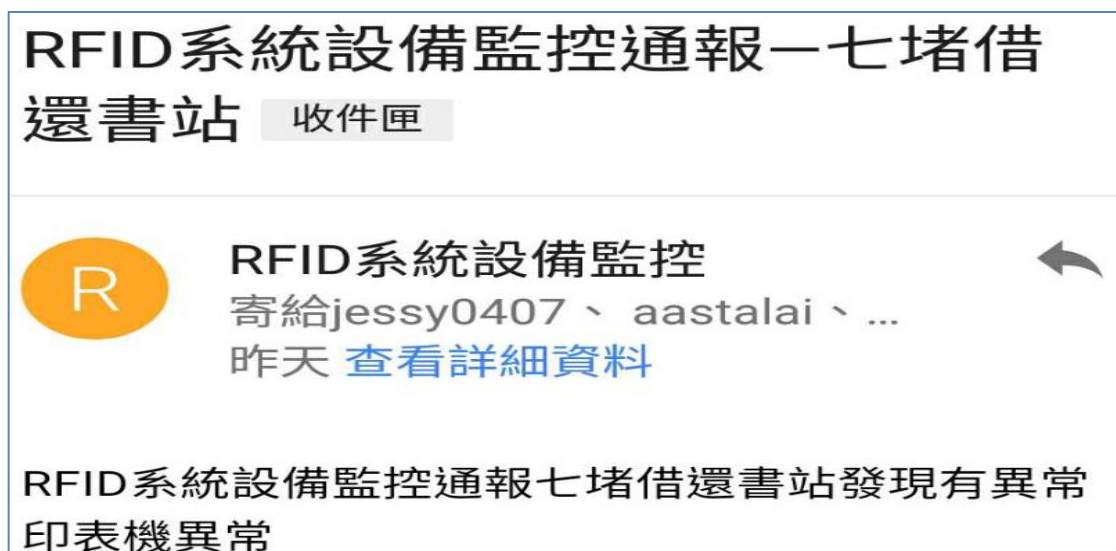 RFID系統設備監控通報–七堵借
還書站 收件匣
R
RFID系統設備監控
寄給jessy0407、 aastalai、...
昨天 查看詳細資料
RFID系統設備監控通報七堵借還書站發現有異常
印表機異常